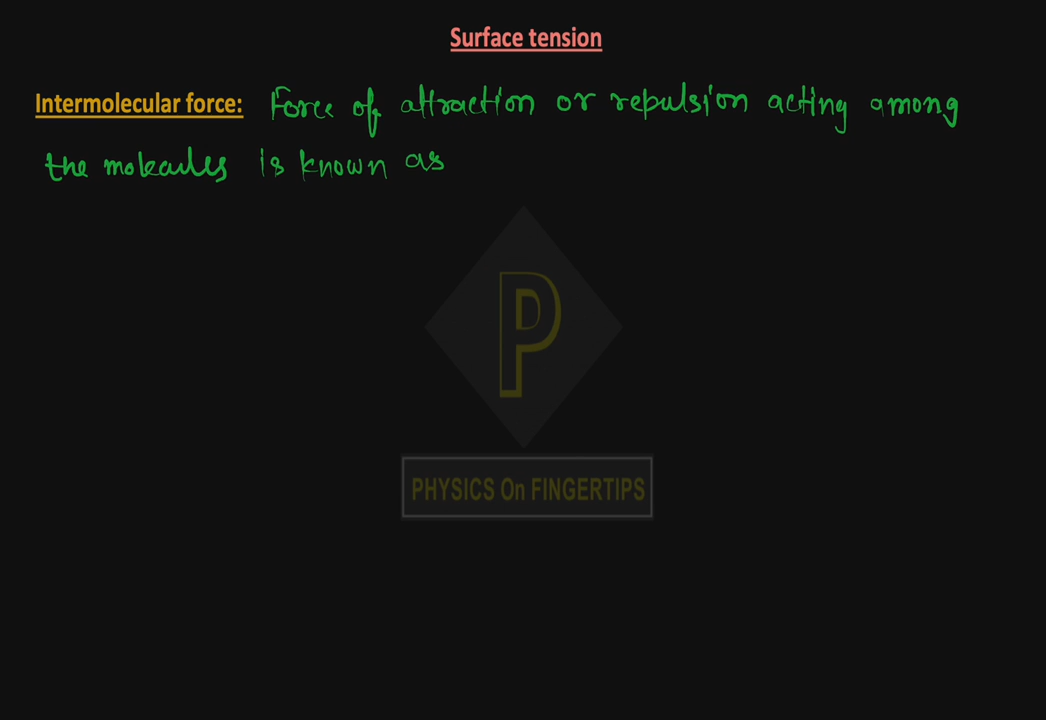 Surface tension
Intermolecular force: Force of attraction or repulsion acting among
the molecules is known as
P
PHYSICS On FINGERTIPS